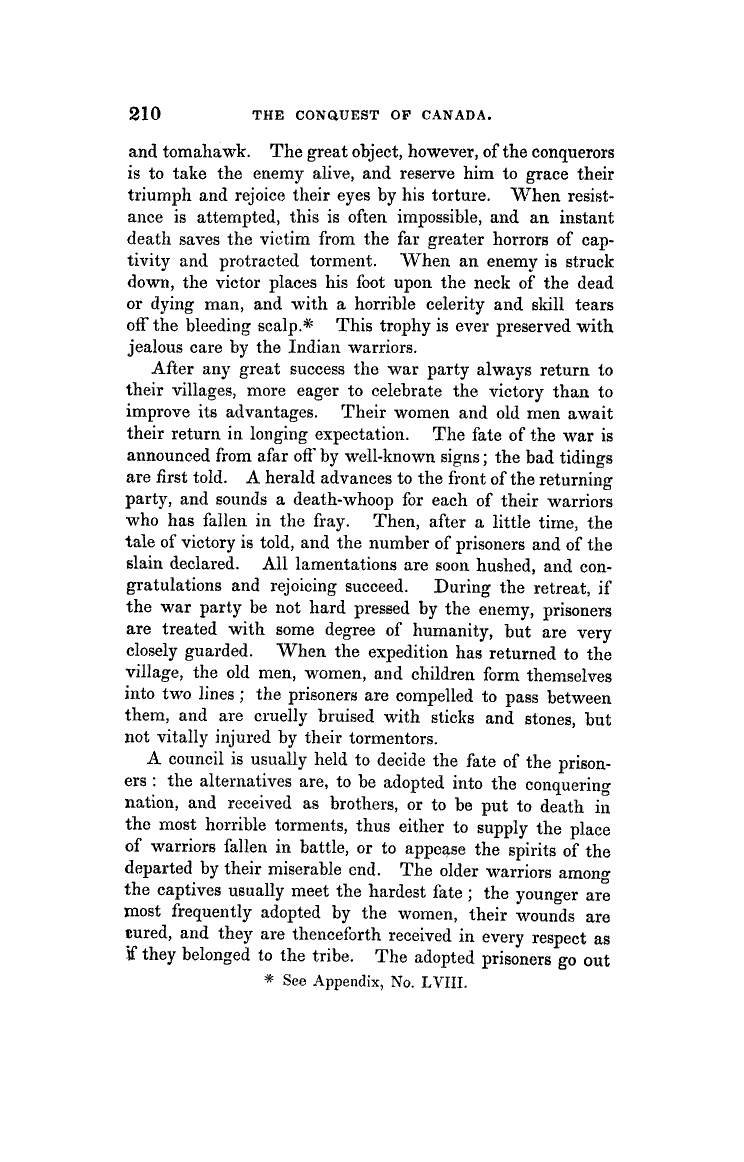 210 THE CONQUEST OF CANADA.
and tomahawk. The great object, however, of the conquerors
is to take the enemy alive, and reserve him to grace their
triumph and rejoice their eyes by his torture. When resist-
ance is attempted, this is often impossible, and an instant
death saves the victim from the far greater horrors of cap-
tivity and protracted torment. When an enemy is struck
down, the victor places his foot upon the neck of the dead
or dying man, and with a horrible celerity and skill tears
off the bleeding scalp.* This trophy is ever preserved with
jealous care by the Indian warriors.
After any great success the war party always return to
their villages, more eager to celebrate the victory than to
improve its advantages. Their women and old men await
their return in longing expectation. The fate of the war is
announced from afar off by well-known signs; the bad tidings
are first told. A herald advances to the front of the returning
party, and sounds a death-whoop for each of their warriors
who has fallen in the fray. Then, after a little time, the
tale of victory is told, and the number of prisoners and of the
slain declared. All lamentations are soon hushed, and con-
gratulations and rejoicing succeed. During the retreat, if
the war party be not hard pressed by the enemy, prisoners
are treated with some degree of humanity, but are very
closely guarded. When the expedition has returned to the
village, the old men, women, and children form themselves
into two lines; the prisoners are compelled to pass between
them, and are cruelly bruised with sticks and stones, but
not vitally injured by their tormentors.
A council is usually held to decide the fate of the prison-
ers: the alternatives are, to be adopted into the conquering
nation, and received as brothers, or to be put to death in
the most horrible torments, thus either to supply the place
of warriors fallen in battle, or to appease the spirits of the
departed by their miserable end. The older warriors among
the captives usually meet the hardest fate; the younger are
most frequently adopted by the women, their wounds are
cured, and they are thenceforth received in every respect as
if they belonged to the tribe. The adopted prisoners go out
* See Appendix, No. LVIII.